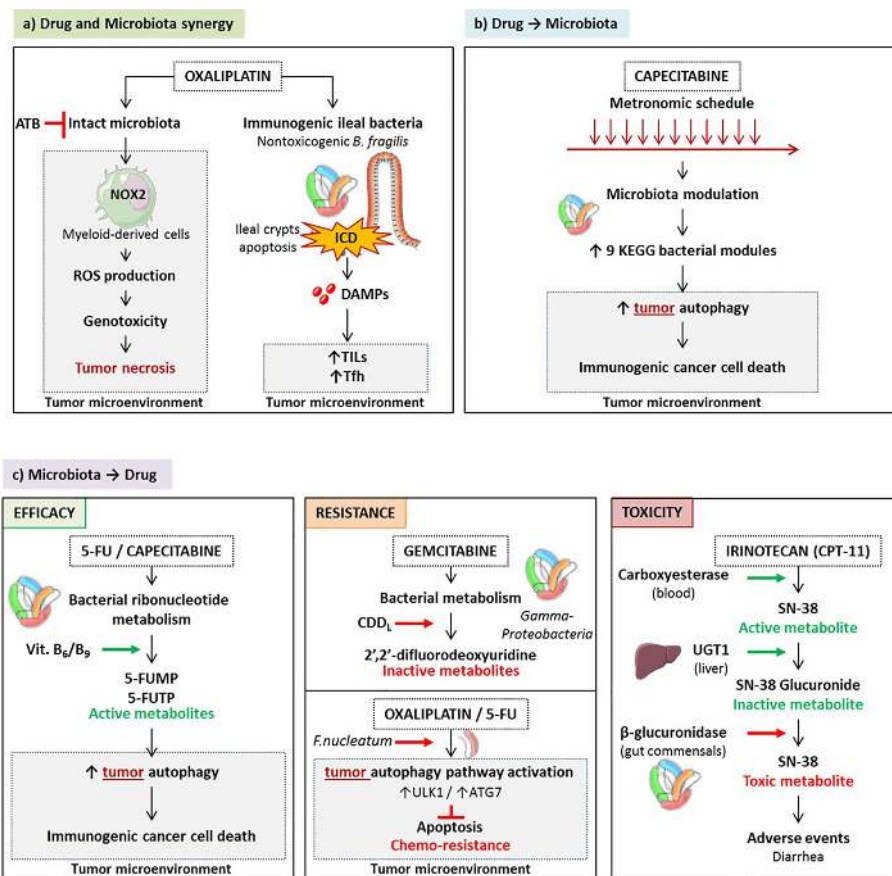 a) Drug and Microbiota synergy
OXALIPLATIN
ATB
Intact microbiota
NOX2
Myeloid-derived cells
ROS production
Genotoxicity
Tumor necrosis
Tumor microenvironment
Immunogenic ileal bacteria
Nontoxicogenic B. fragilis
Ileal crypts
apoptosis
ICD
DAMPs
↑TILs
↑Tfh
Tumor microenvironment
b) Drug → Microbiota
CAPECITABINE
Metronomic schedule
Microbiota modulation
↑ 9 KEGG bacterial modules
↑ tumor autophagy
Immunogenic cancer cell death
Tumor microenvironment
c) Microbiota → Drug
EFFICACY
5-FU / CAPECITABINE
Bacterial ribonucleotide
metabolism
Vit. B6/B9
5-FUMP
5-FUTP
Active metabolites
↑ tumor autophagy
Immunogenic cancer cell death
Tumor microenvironment
RESISTANCE
GEMCITABINE
Bacterial metabolism
Gamma-
Proteobacteria
CDDL
2’,2’-difluorodeoxyuridine
Inactive metabolites
OXALIPLATIN / 5-FU
F.nucleatum
tumor autophagy pathway activation
↑ULK1 / ↑ATG7
Apoptosis
Chemo-resistance
Tumor microenvironment
TOXICITY
IRINOTECAN (CPT-11)
Carboxyesterase
(blood)
SN-38
Active metabolite
UGT1
(liver)
SN-38 Glucuronide
Inactive metabolite
β-glucuronidase
(gut commensals)
SN-38
Toxic metabolite
Adverse events
Diarrhea